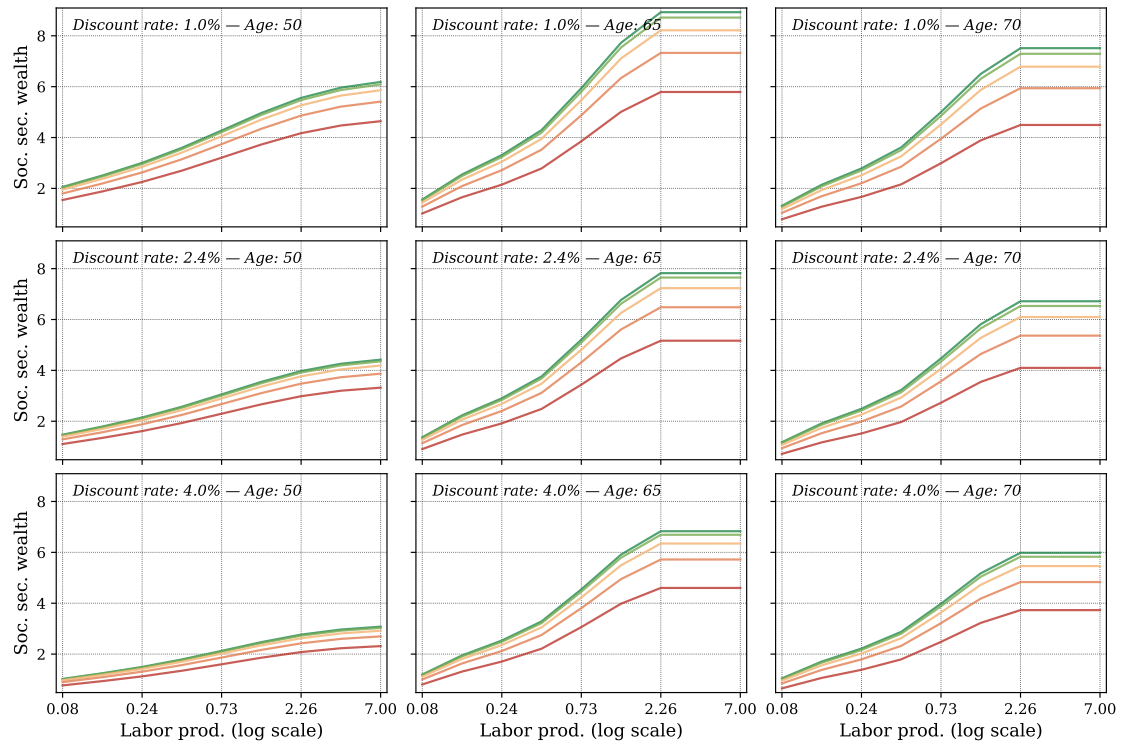 Discount rate: 1.0% — Age: 50
Discount rate: 1.0% — Age: 65
Discount rate: 1.0% — Age: 70
8
6
4
2
Soc. sec. wealth
Discount rate: 2.4% — Age: 50
Discount rate: 2.4% — Age: 65
Discount rate: 2.4% — Age: 70
8
6
4
2
Soc. sec. wealth
Discount rate: 4.0% — Age: 50
Discount rate: 4.0% — Age: 65
Discount rate: 4.0% — Age: 70
8
6
4
2
Soc. sec. wealth
0.08 0.24 0.73 2.26 7.00
0.08 0.24 0.73 2.26 7.00
0.08 0.24 0.73 2.26 7.00
Labor prod. (log scale)
Labor prod. (log scale)
Labor prod. (log scale)